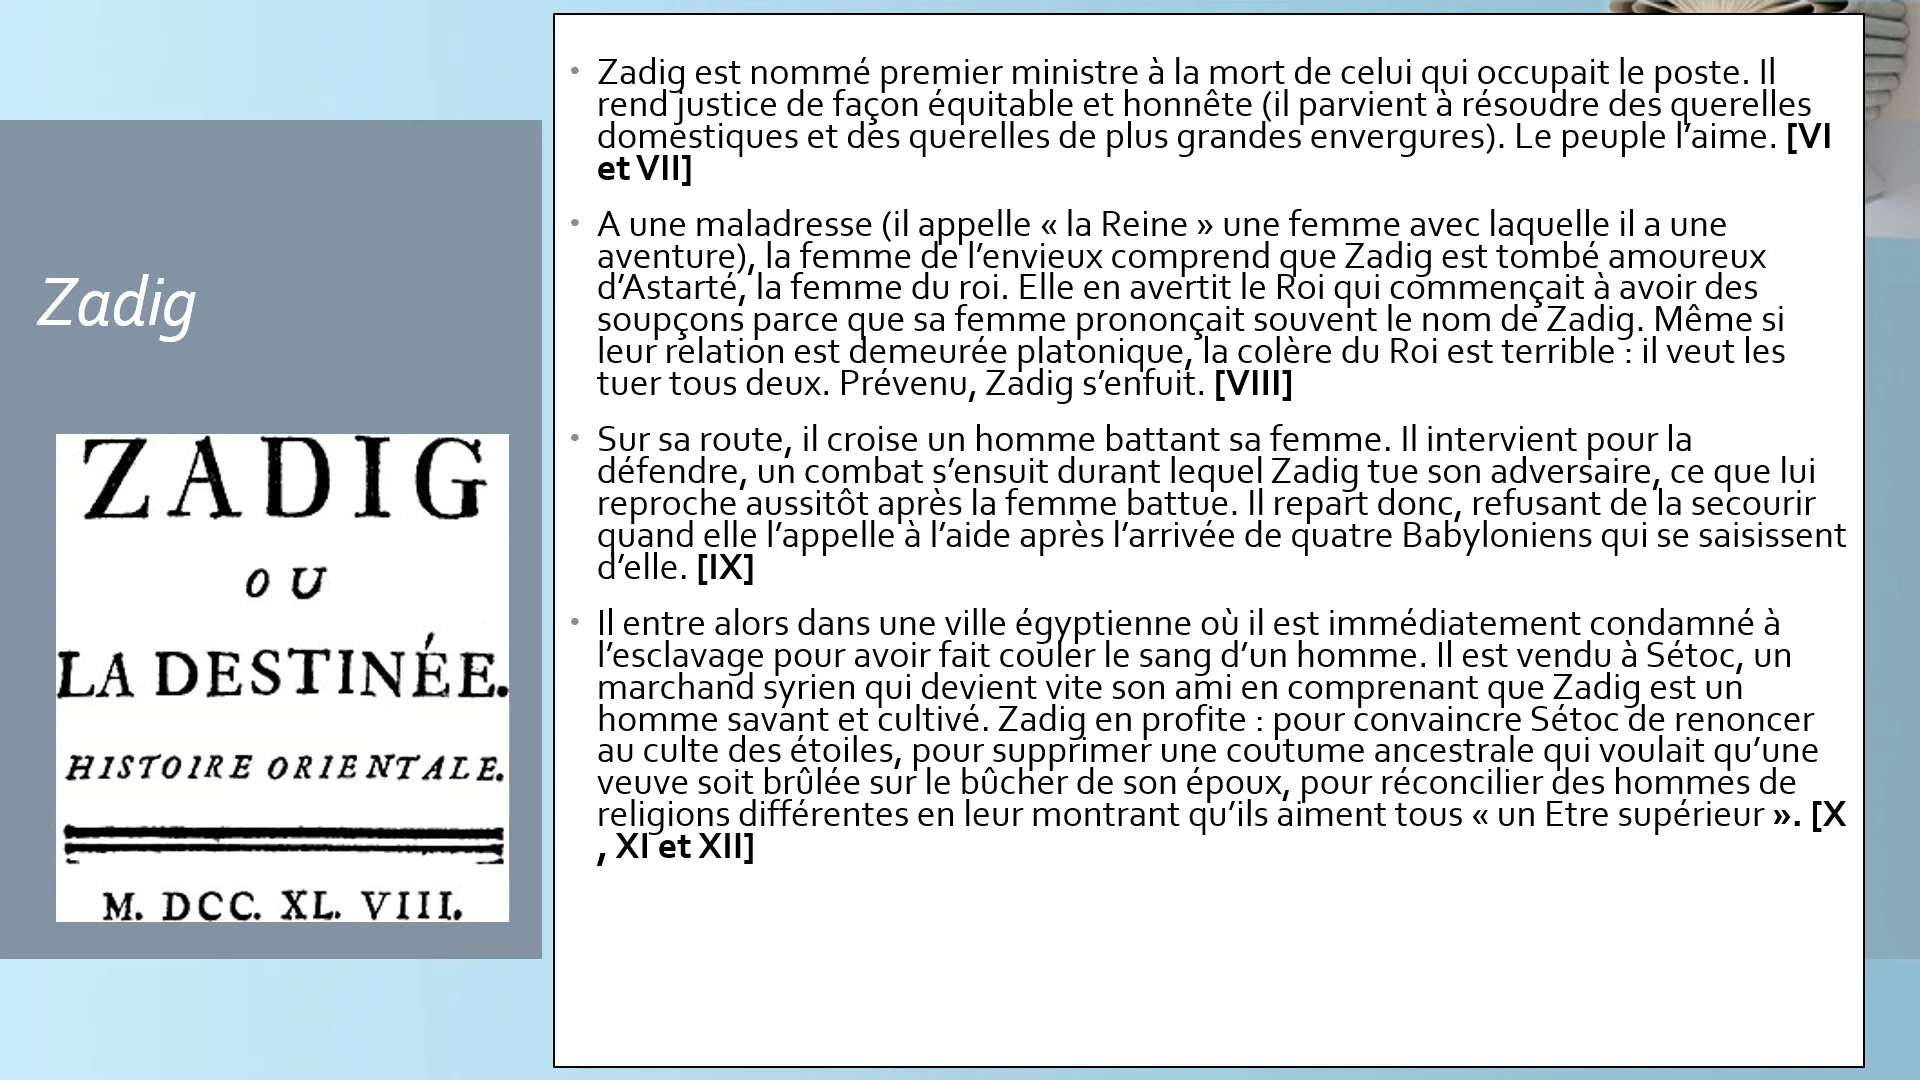 Zadig
ZADIG
OU
LA DESTINÉE.
HISTOIRE ORIENTALE.
M. DCC. XL. VIII.
• Zadig est nommé premier ministre à la mort de celui qui occupait le poste. Il
rend justice de façon équitable et honnête (il parvient à résoudre des querelles
domestiques et des querelles de plus grandes envergures). Le peuple l’aime. [VI
et VII]
• A une maladresse (il appelle « la Reine » une femme avec laquelle il a une
aventure), la femme de l’envieux comprend que Zadig est tombé amoureux
d’Astarté, la femme du roi. Elle en avertit le Roi qui commençait à avoir des
soupçons parce que sa femme prononçait souvent le nom de Zadig. Même si
leur relation est demeurée platonique, la colère du Roi est terrible : il veut les
tuer tous deux. Prévenu, Zadig s’enfuit. [VIII]
• Sur sa route, il croise un homme battant sa femme. Il intervient pour la
défendre, un combat s’ensuit durant lequel Zadig tue son adversaire, ce que lui
reproche aussitôt après la femme battue. Il repart donc, refusant de la secourir
quand elle l’appelle à l’aide après l’arrivée de quatre Babyloniens qui se saisissent
d’elle. [IX]
• Il entre alors dans une ville égyptienne où il est immédiatement condamné à
l’esclavage pour avoir fait couler le sang d’un homme. Il est vendu à Sétoc, un
marchand syrien qui devient vite son ami en comprenant que Zadig est un
homme savant et cultivé. Zadig en profite : pour convaincre Sétoc de renoncer
au culte des étoiles, pour supprimer une coutume ancestrale qui voulait qu’une
veuve soit brûlée sur le bûcher de son époux, pour réconcilier des hommes de
religions différentes en leur montrant qu’ils aiment tous « un Etre supérieur ». [X
, XI et XII]